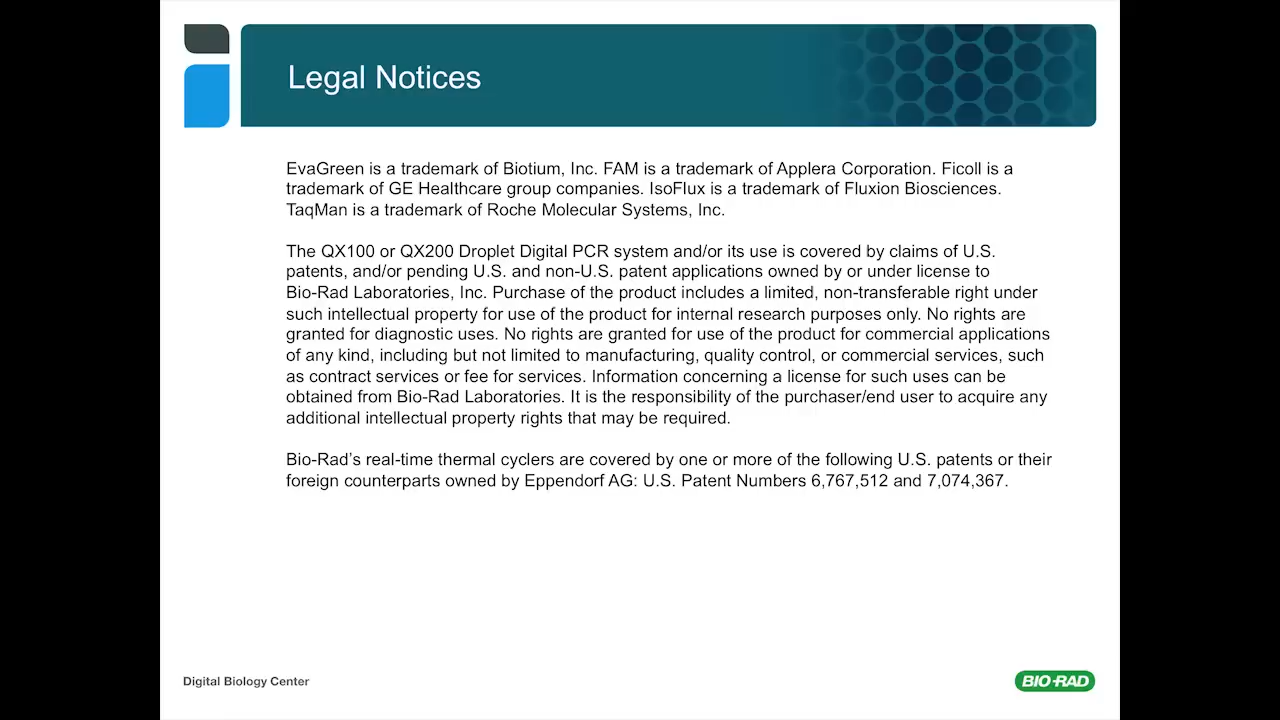 Legal Notices
EvaGreen is a trademark of Biotium, Inc. FAM is a trademark of Applera Corporation. Ficoll is a
trademark of GE Healthcare group companies. IsoFlux is a trademark of Fluxion Biosciences.
TaqMan is a trademark of Roche Molecular Systems, Inc.
The QX100 or QX200 Droplet Digital PCR system and/or its use is covered by claims of U.S.
patents, and/or pending U.S. and non-U.S. patent applications owned by or under license to
Bio-Rad Laboratories, Inc. Purchase of the product includes a limited, non-transferable right under
such intellectual property for use of the product for internal research purposes only. No rights are
granted for diagnostic uses. No rights are granted for use of the product for commercial applications
of any kind, including but not limited to manufacturing, quality control, or commercial services, such
as contract services or fee for services. Information concerning a license for such uses can be
obtained from Bio-Rad Laboratories. It is the responsibility of the purchaser/end user to acquire any
additional intellectual property rights that may be required.
Bio-Rad’s real-time thermal cyclers are covered by one or more of the following U.S. patents or their
foreign counterparts owned by Eppendorf AG: U.S. Patent Numbers 6,767,512 and 7,074,367.
Digital Biology Center
BIO-RAD